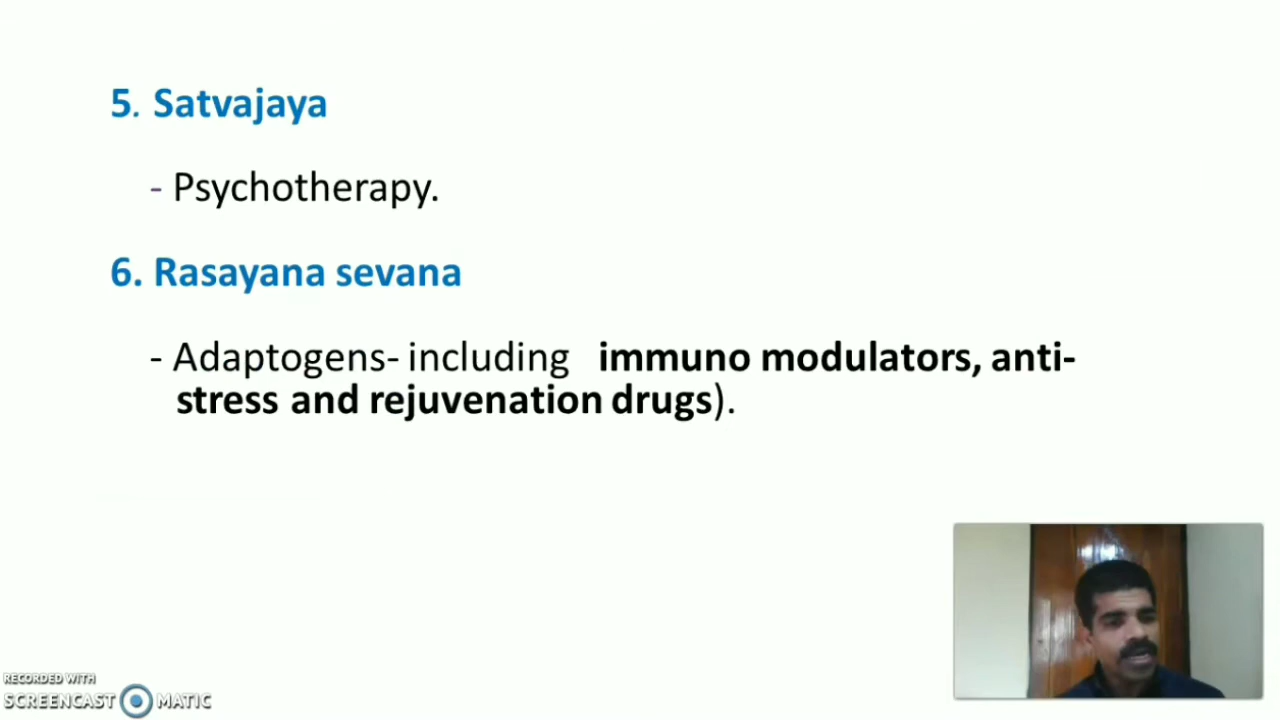 5. Satvajaya
- Psychotherapy.
6. Rasayana sevana
- Adaptogens- including immuno modulators, anti-
stress and rejuvenation drugs).
RECORDED WITH
SCREENCAST MATIC